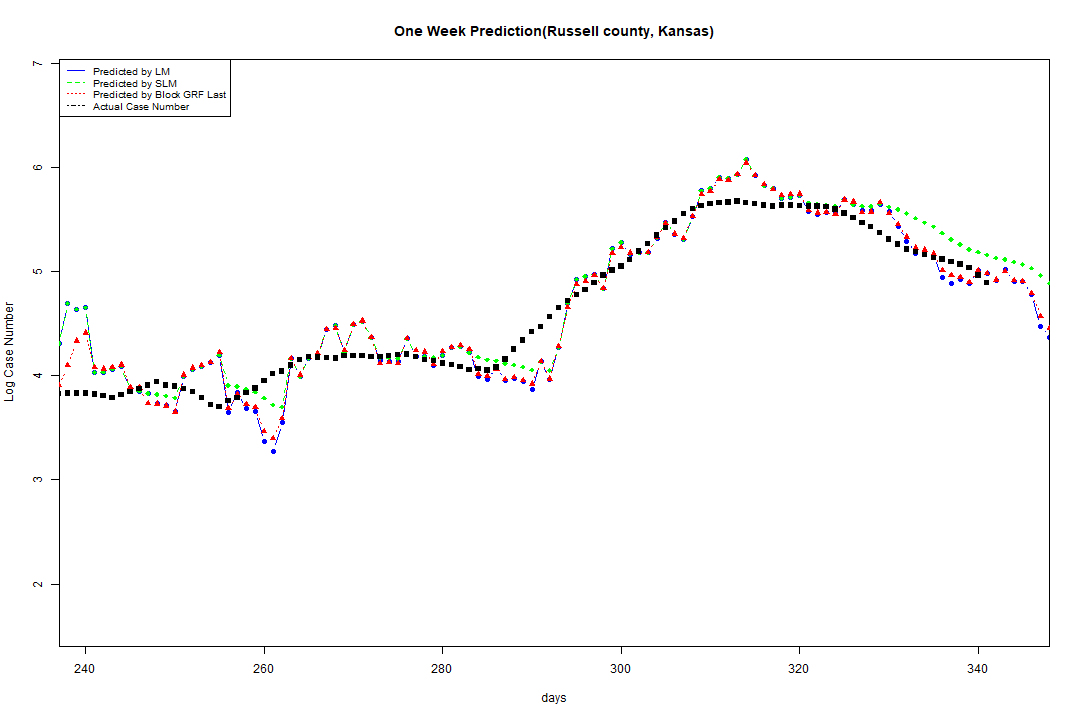 One Week Prediction(Russell county, Kansas)
Predicted by LM
Predicted by SLM
Predicted by Block GRF Last
Actual Case Number
7
6
5
4
3
2
Log Case Number
240 260 280 300 320 340
days